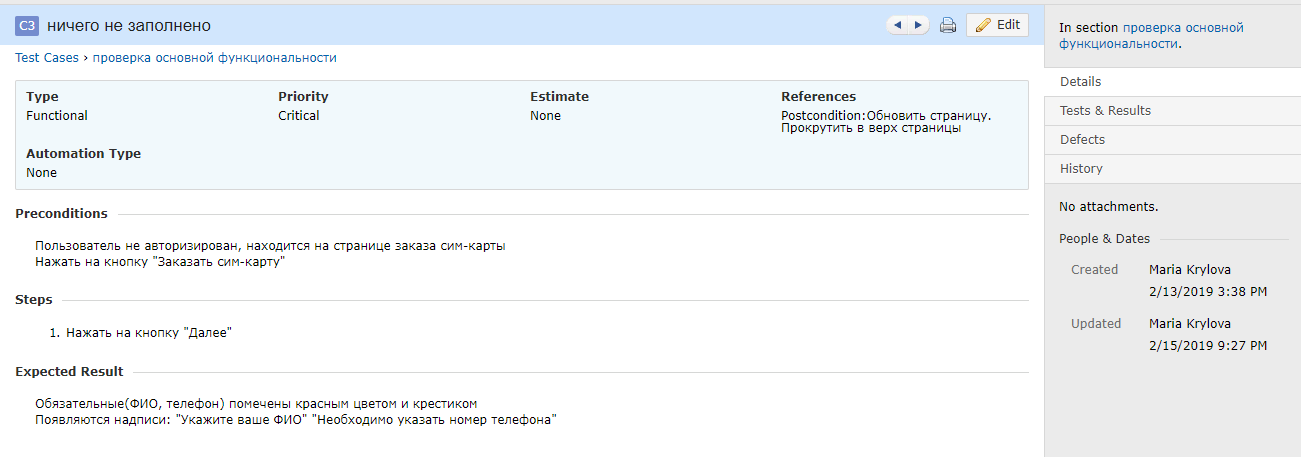 C3 ничего не заполнено
Edit
Test Cases › проверка основной функциональности
Type
Functional
Priority
Critical
Estimate
None
References
Postcondition:Обновить страницу.
Прокрутить в верх страницы
Automation Type
None
Preconditions
Пользователь не авторизирован, находится на странице заказа сим-карты
Нажать на кнопку "Заказать сим-карту"
Steps
1. Нажать на кнопку "Далее"
Expected Result
Обязательные(ФИО, телефон) помечены красным цветом и крестиком
Появляются надписи: "Укажите ваше ФИО" "Необходимо указать номер телефона"
In section проверка основной
функциональности.
Details
Tests & Results
Defects
History
No attachments.
People & Dates
Created Maria Krylova
2/13/2019 3:38 PM
Updated Maria Krylova
2/15/2019 9:27 PM